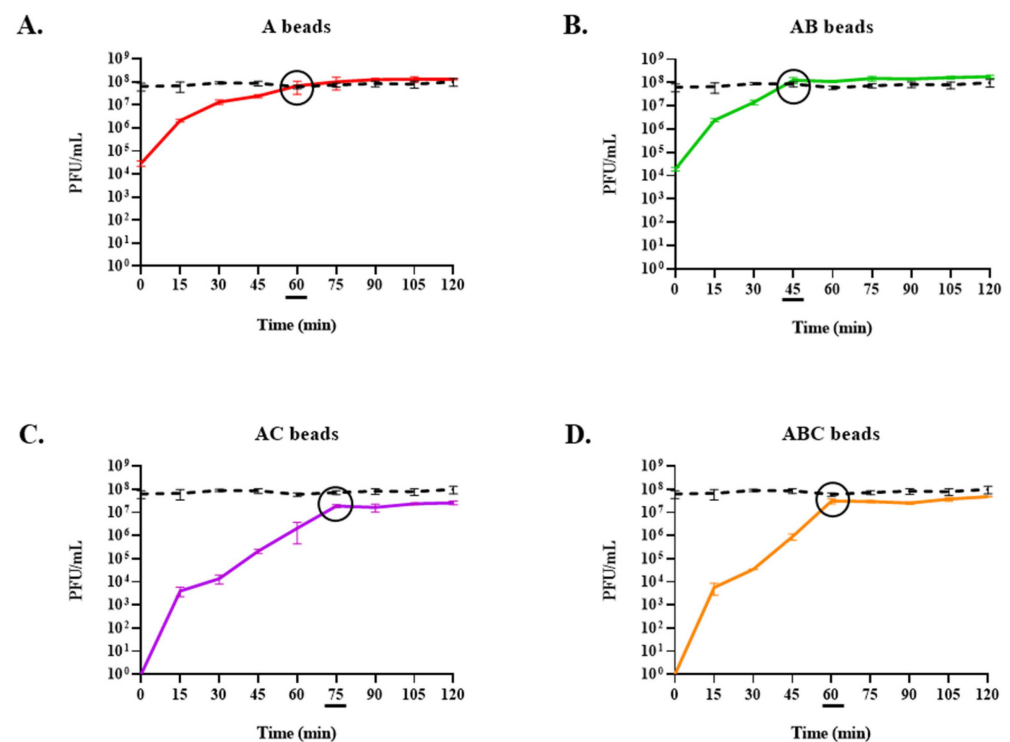 A.
A beads
PFU/mL
10⁹
10⁸
10⁷
10⁶
10⁵
10⁴
10³
10²
10¹
10⁰
0 15 30 45 60 75 90 105 120
Time (min)
B.
AB beads
PFU/mL
10⁹
10⁸
10⁷
10⁶
10⁵
10⁴
10³
10²
10¹
10⁰
0 15 30 45 60 75 90 105 120
Time (min)
C.
AC beads
PFU/mL
10⁹
10⁸
10⁷
10⁶
10⁵
10⁴
10³
10²
10¹
10⁰
0 15 30 45 60 75 90 105 120
Time (min)
D.
ABC beads
PFU/mL
10⁹
10⁸
10⁷
10⁶
10⁵
10⁴
10³
10²
10¹
10⁰
0 15 30 45 60 75 90 105 120
Time (min)